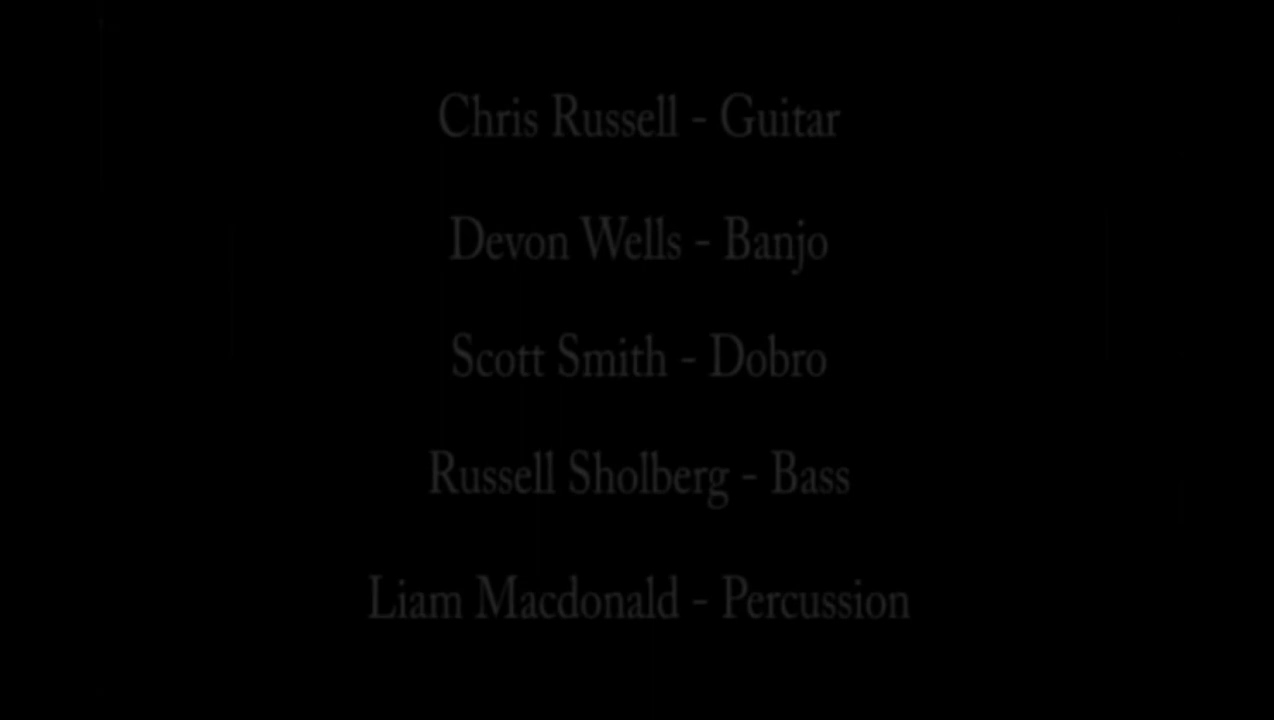 Chris Russell - Guitar
Devon Wells - Banjo
Scott Smith - Dobro
Russell Sholberg - Bass
Liam Macdonald - Percussion